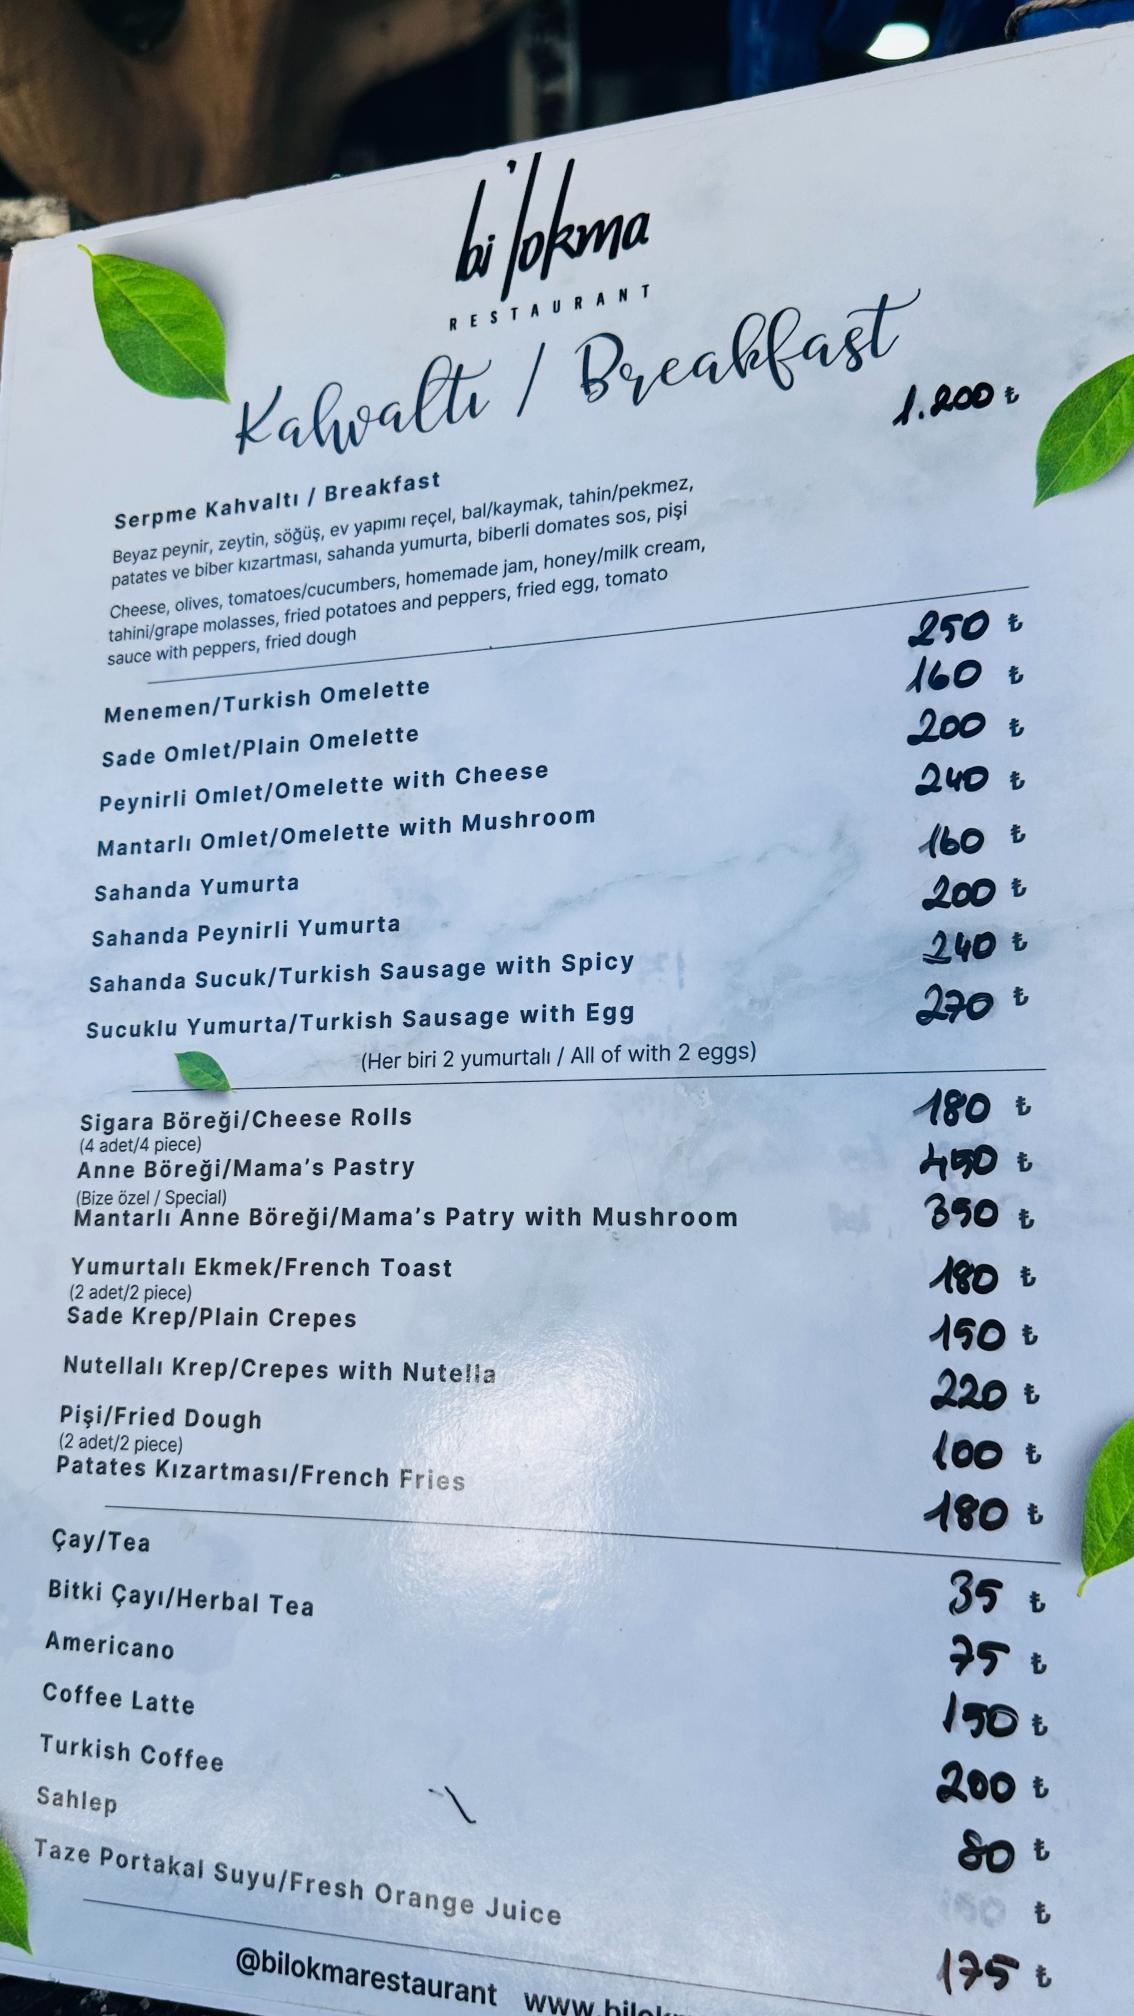 bi lokma
RESTAURANT
Kahvaltı / Breakfast
1.200 ₺
Serpme Kahvaltı / Breakfast
Beyaz peynir, zeytin, söğüş, ev yapımı reçel, bal/kaymak, tahin/pekmez,
patates ve biber kızartması, sahanda yumurta, biberli domates sos, pişi
Cheese, olives, tomatoes/cucumbers, homemade jam, honey/milk cream,
tahini/grape molasses, fried potatoes and peppers, fried egg, tomato
sauce with peppers, fried dough
Menemen/Turkish Omelette 250 ₺
Sade Omlet/Plain Omelette 160 ₺
Peynirli Omlet/Omelette with Cheese 200 ₺
Mantarlı Omlet/Omelette with Mushroom 240 ₺
Sahanda Yumurta 160 ₺
Sahanda Peynirli Yumurta 200 ₺
Sahanda Sucuk/Turkish Sausage with Spicy 240 ₺
Sucuklu Yumurta/Turkish Sausage with Egg 270 ₺
(Her biri 2 yumurtalı / All of with 2 eggs)
Sigara Böreği/Cheese Rolls 180 ₺
(4 adet/4 piece)
Anne Böreği/Mama's Pastry ₺
(Bize özel / Special)
Mantarlı Anne Böreği/Mama's Patry with Mushroom 350 ₺
Yumurtalı Ekmek/French Toast 180 ₺
(2 adet/2 piece)
Sade Krep/Plain Crepes 150 ₺
Nutellalı Krep/Crepes with Nutella 220 ₺
Pişi/Fried Dough 100 ₺
(2 adet/2 piece)
Patates Kızartması/French Fries 180 ₺
Çay/Tea 35 ₺
Bitki Çayı/Herbal Tea 75 ₺
Americano 150 ₺
Coffee Latte 200 ₺
Turkish Coffee 80 ₺
Sahlep ₺
Taze Portakal Suyu/Fresh Orange Juice 175 ₺
@bilokmarestaurant